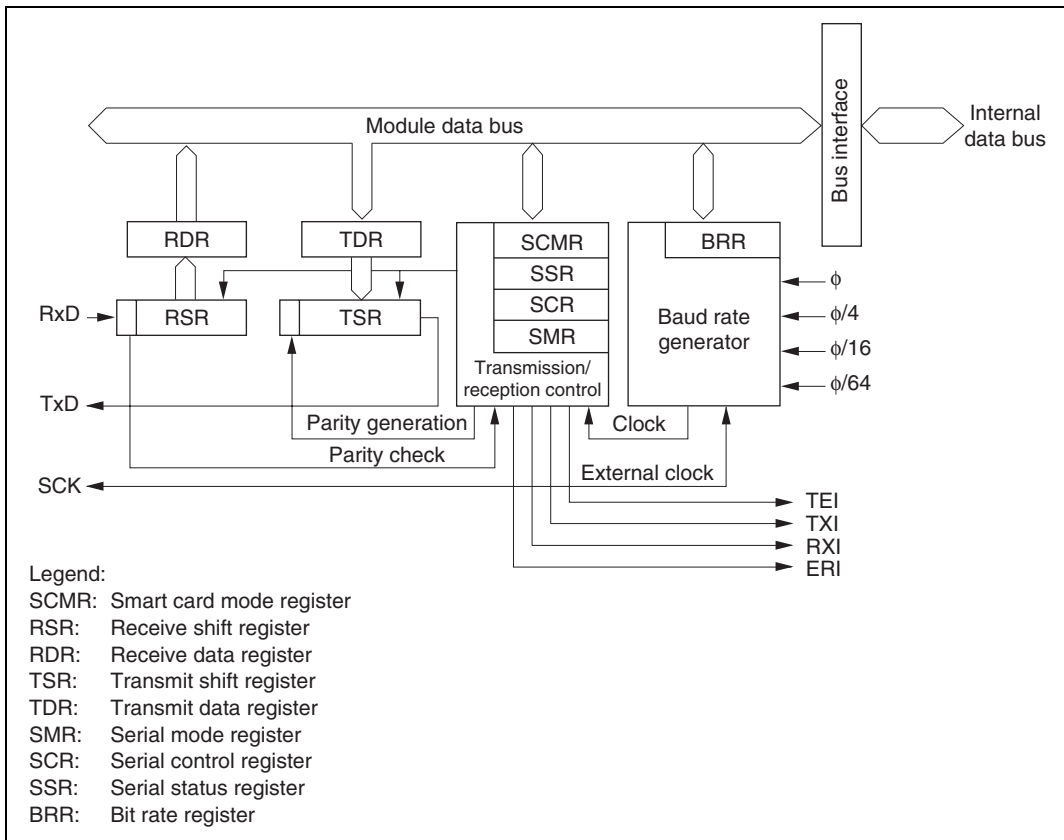 Module data bus
Bus interface
Internal
data bus
RDR
TDR
SCMR
BRR
SSR
SCR
SMR
RxD
RSR
TSR
Baud rate
generator
ϕ
ϕ/4
ϕ/16
ϕ/64
Transmission/
reception control
TxD
Parity generation
Clock
Parity check
External clock
SCK
TEI
TXI
RXI
ERI
Legend:
SCMR: Smart card mode register
RSR: Receive shift register
RDR: Receive data register
TSR: Transmit shift register
TDR: Transmit data register
SMR: Serial mode register
SCR: Serial control register
SSR: Serial status register
BRR: Bit rate register